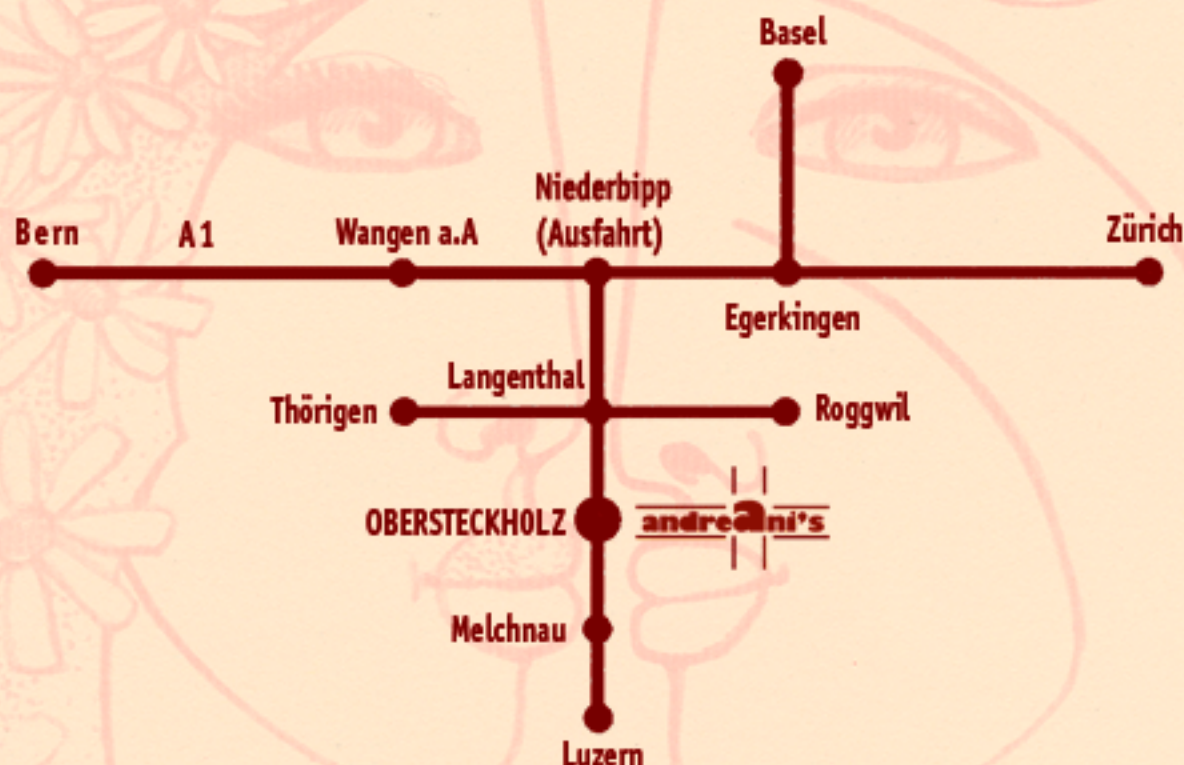 Basel
Niederbipp
(Ausfahrt)
Bern
A1
Wangen a.A
Zürich
Egerkingen
Langenthal
Thörigen
Roggwil
OBERSTECKHOLZ
andreani's
Melchnau
Luzern